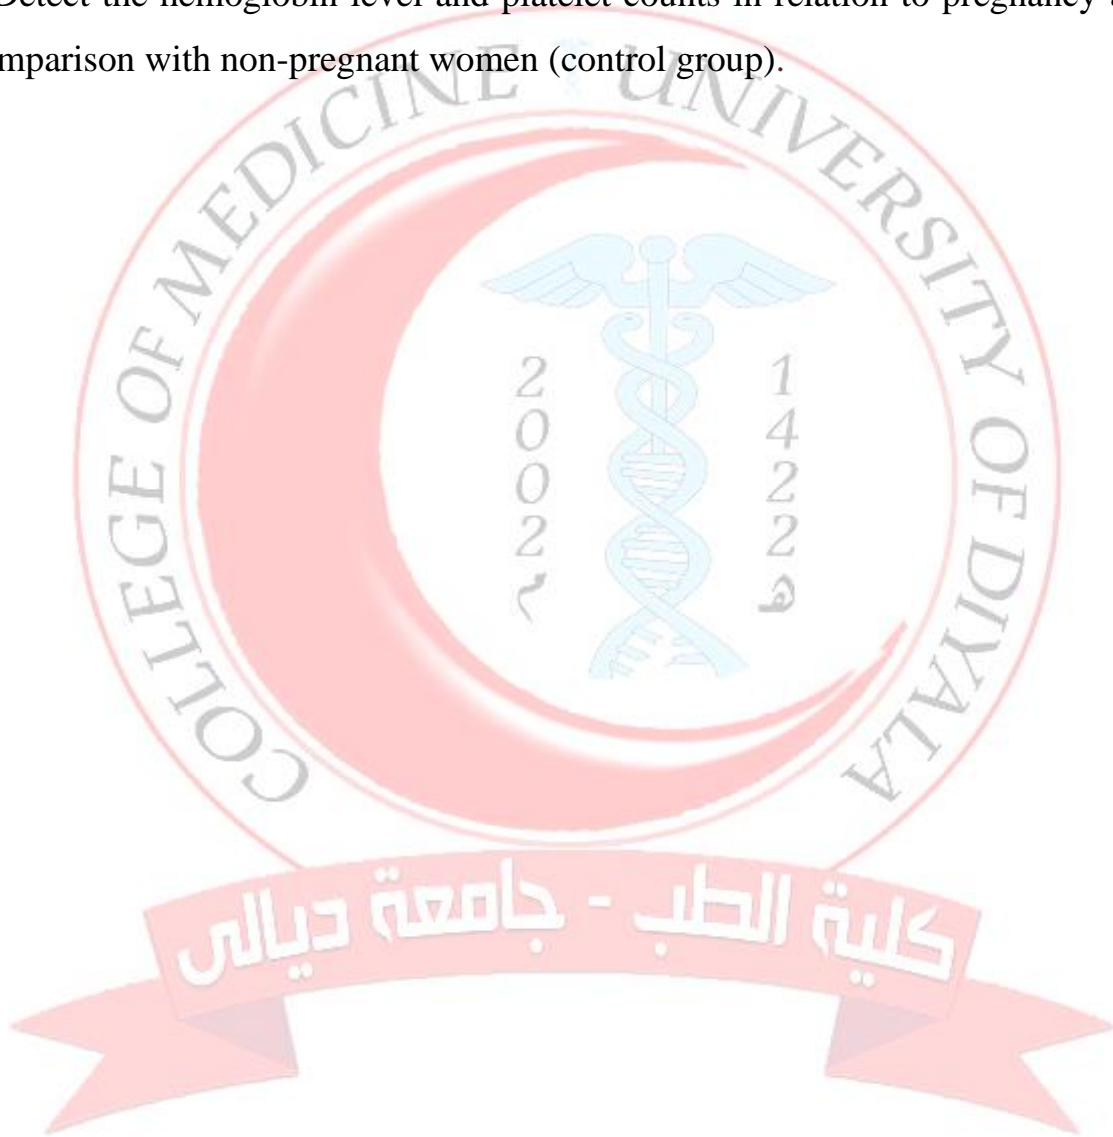 Detect the hemoglobin level and platelet counts in relation to pregnancy
mparison with non-pregnant women (control group).
COLLEGE OF MEDICINE UNIVERSITY OF DIYALA
2002 م
1422 هـ
كلية الطب - جامعة ديالى